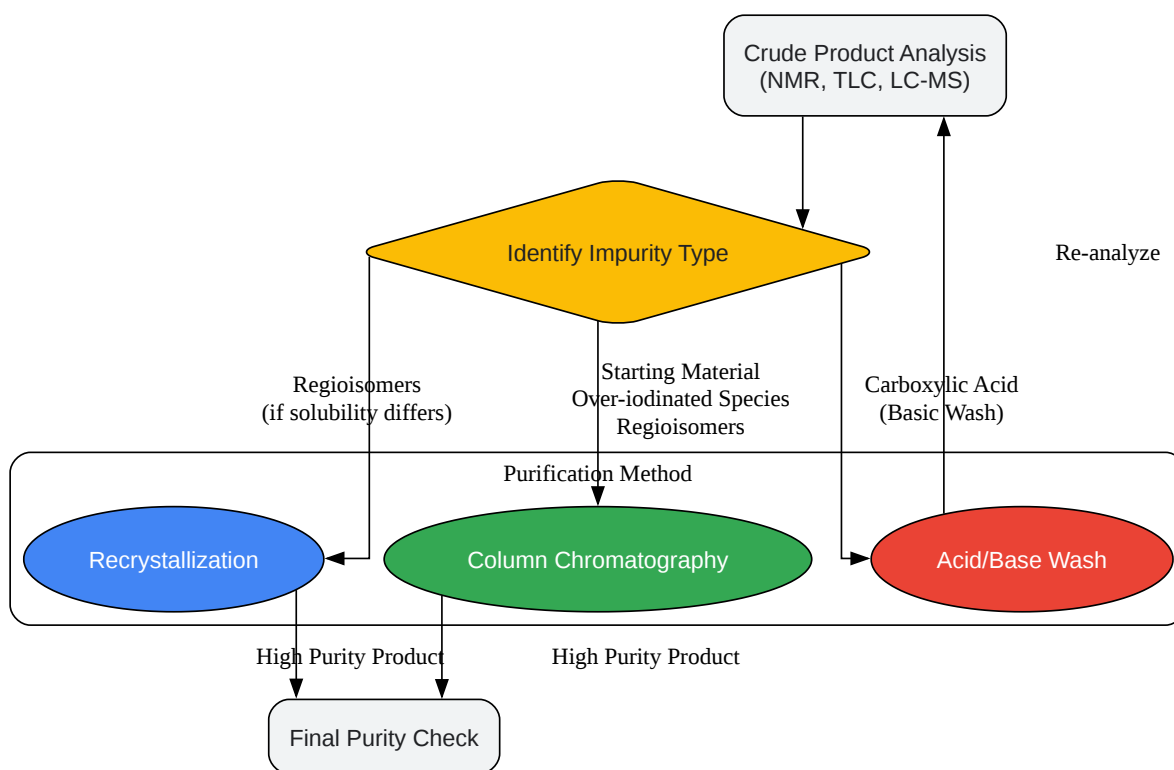 Crude Product Analysis
(NMR, TLC, LC-MS)
Identify Impurity Type
Re-analyze
Regioisomers
(if solubility differs)
Starting Material
Over-iodinated Species
Regioisomers
Carboxylic Acid
(Basic Wash)
Purification Method
Recrystallization
Column Chromatography
Acid/Base Wash
High Purity Product
High Purity Product
Final Purity Check